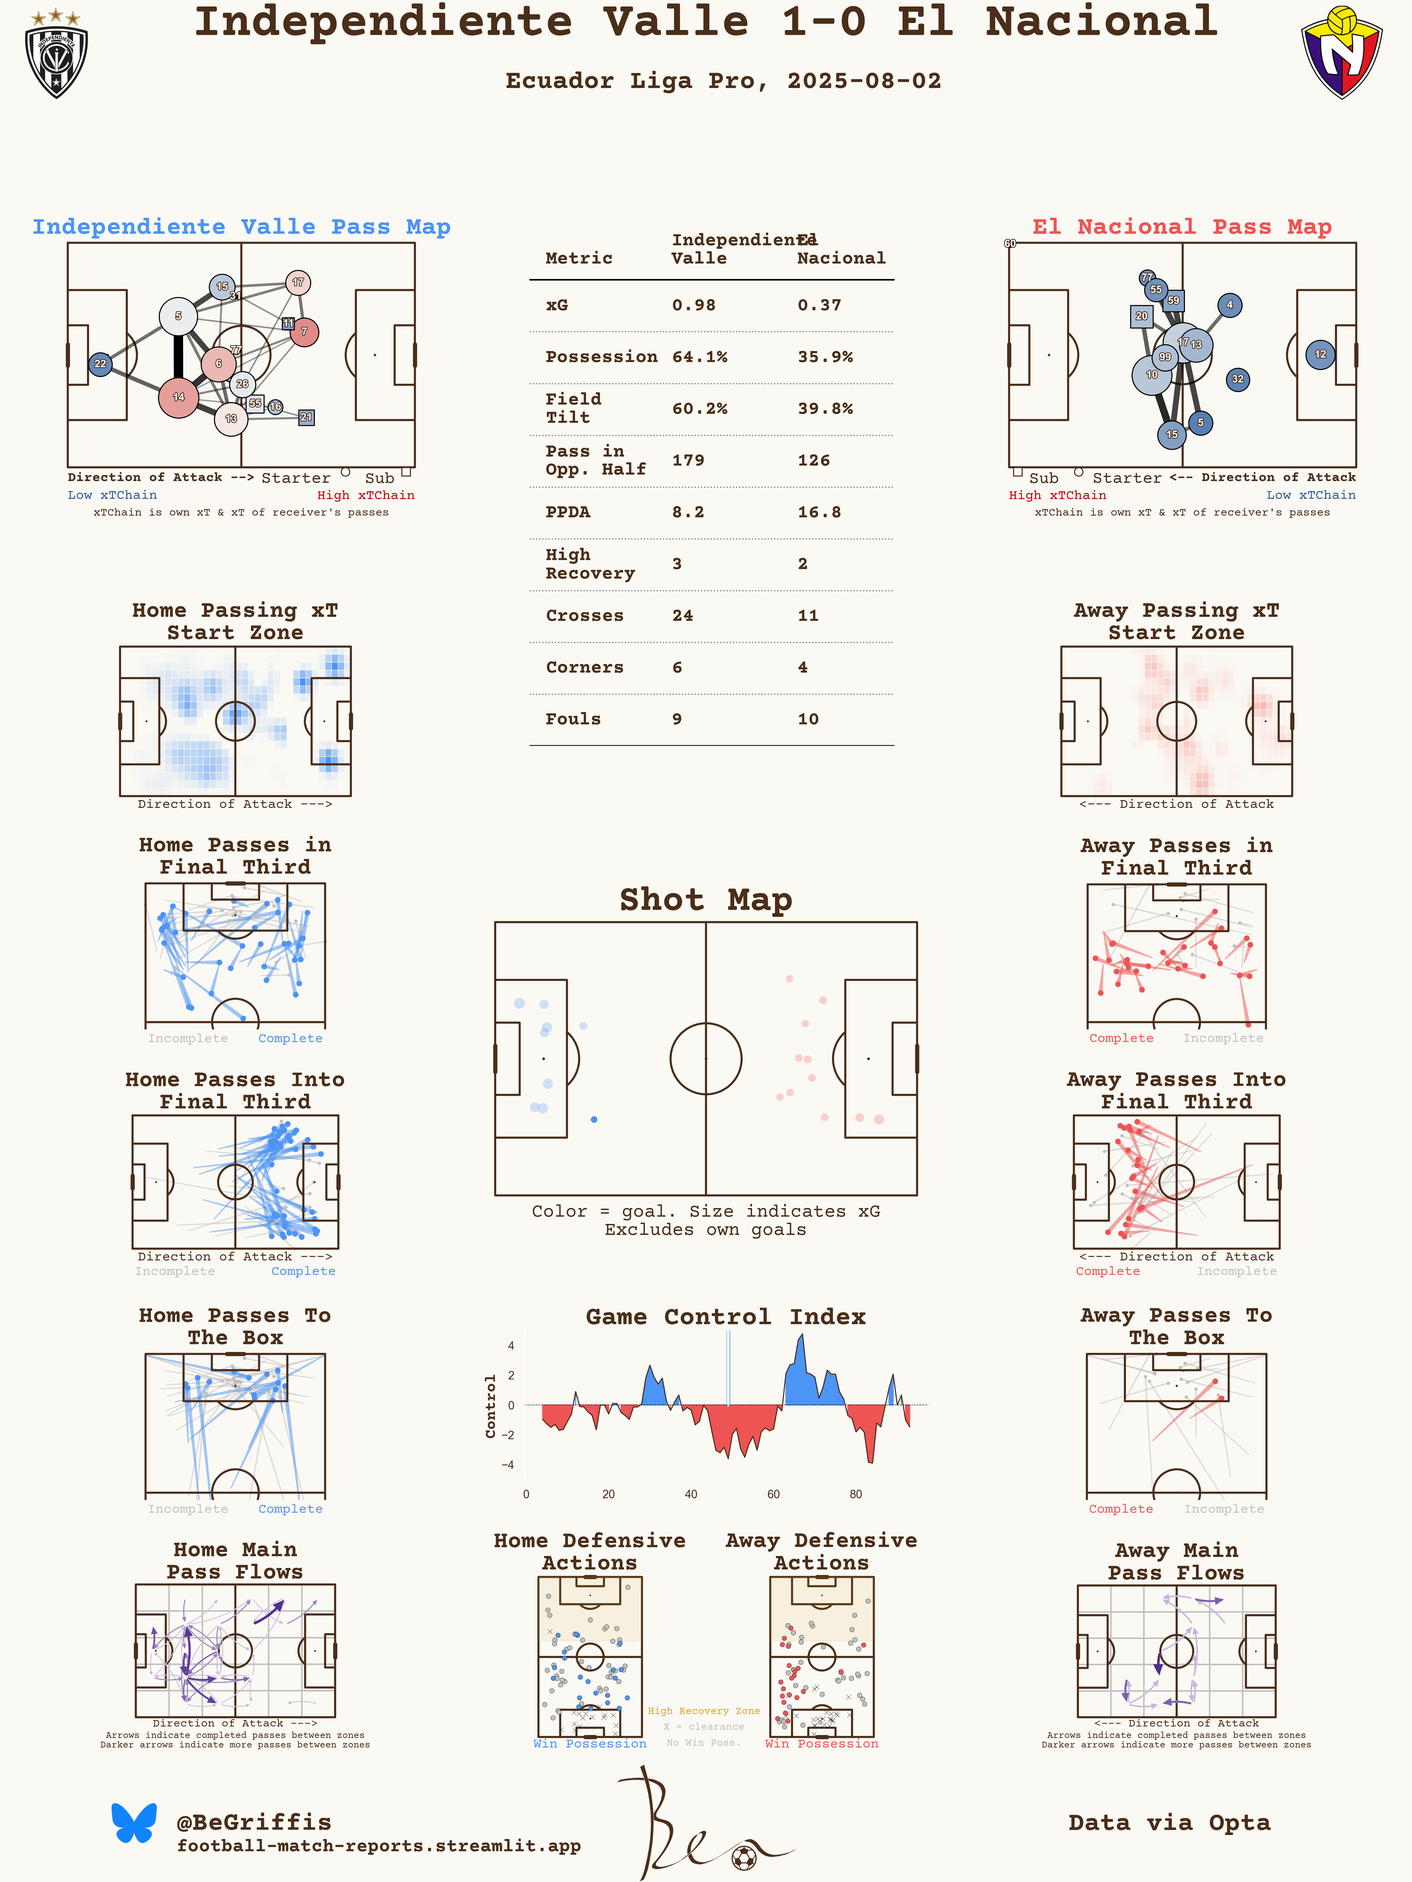 Independiente Valle 1-0 El Nacional
Ecuador Liga Pro, 2025-08-02
Independiente Valle Pass Map
22
5
14
15
31
17
11
7
77
6
26
55
16
21
13
Direction of Attack --> Starter Sub
Low xTChain High xTChain
xTChain is own xT & xT of receiver's passes
Metric Independiente Valle El Nacional
xG 0.98 0.37
Possession 64.1% 35.9%
Field Tilt 60.2% 39.8%
Pass in Opp. Half 179 126
PPDA 8.2 16.8
High Recovery 3 2
Crosses 24 11
Corners 6 4
Fouls 9 10
El Nacional Pass Map
60
77
55
59
20
4
17
13
99
10
12
32
5
15
Sub Starter <-- Direction of Attack
High xTChain Low xTChain
xTChain is own xT & xT of receiver's passes
Home Passing xT
Start Zone
Direction of Attack --->
Away Passing xT
Start Zone
<--- Direction of Attack
Home Passes in
Final Third
Incomplete Complete
Away Passes in
Final Third
Complete Incomplete
Shot Map
Color = goal. Size indicates xG
Excludes own goals
Home Passes Into
Final Third
Direction of Attack --->
Incomplete Complete
Away Passes Into
Final Third
<--- Direction of Attack
Complete Incomplete
Home Passes To
The Box
Incomplete Complete
Game Control Index
Control
4
2
0
−2
−4
0 20 40 60 80
Away Passes To
The Box
Complete Incomplete
Home Main
Pass Flows
Direction of Attack --->
Arrows indicate completed passes between zones
Darker arrows indicate more passes between zones
Home Defensive
Actions
Win Possession
Away Defensive
Actions
Win Possession
High Recovery Zone
X = clearance
No Win Poss.
Away Main
Pass Flows
<--- Direction of Attack
Arrows indicate completed passes between zones
Darker arrows indicate more passes between zones
@BeGriffis
football-match-reports.streamlit.app
Ben
Data via Opta